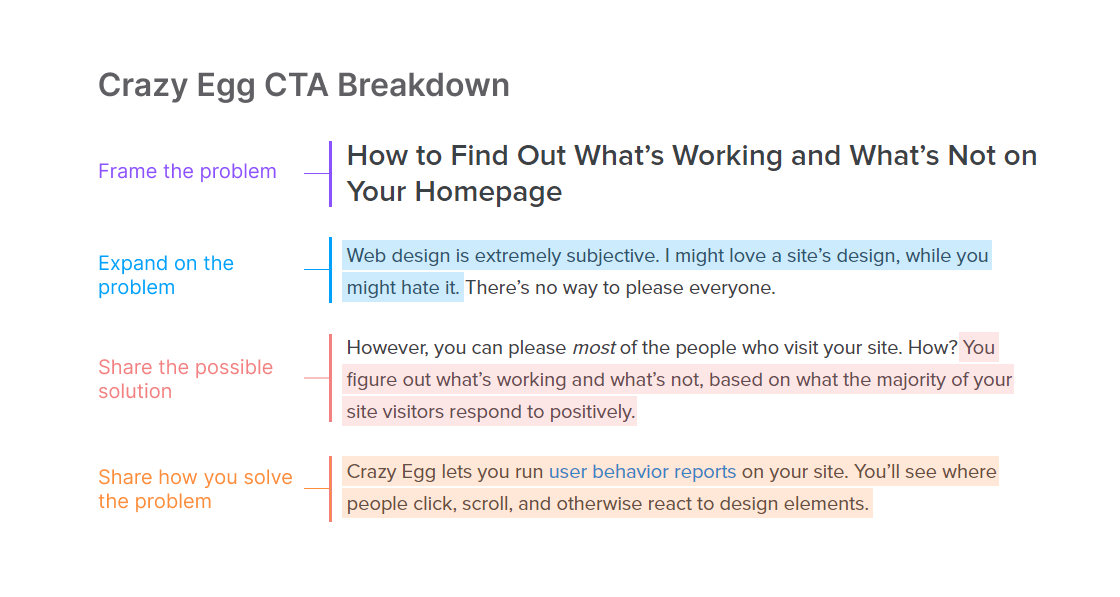 Crazy Egg CTA Breakdown
Frame the problem
How to Find Out What’s Working and What’s Not on
Your Homepage
Expand on the
problem
Web design is extremely subjective. I might love a site’s design, while you
might hate it. There’s no way to please everyone.
Share the possible
solution
However, you can please most of the people who visit your site. How? You
figure out what’s working and what’s not, based on what the majority of your
site visitors respond to positively.
Share how you solve
the problem
Crazy Egg lets you run user behavior reports on your site. You’ll see where
people click, scroll, and otherwise react to design elements.